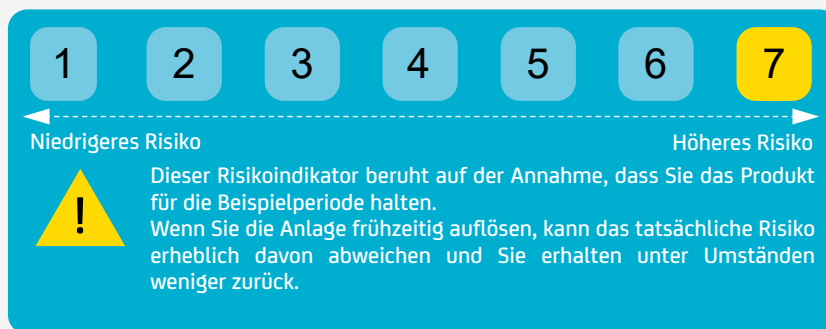 1 2 3 4 5 6 7
Niedrigeres Risiko Höheres Risiko
!
Dieser Risikoindikator beruht auf der Annahme, dass Sie das Produkt
für die Beispielperiode halten.
Wenn Sie die Anlage frühzeitig auflösen, kann das tatsächliche Risiko
erheblich davon abweichen und Sie erhalten unter Umständen
weniger zurück.